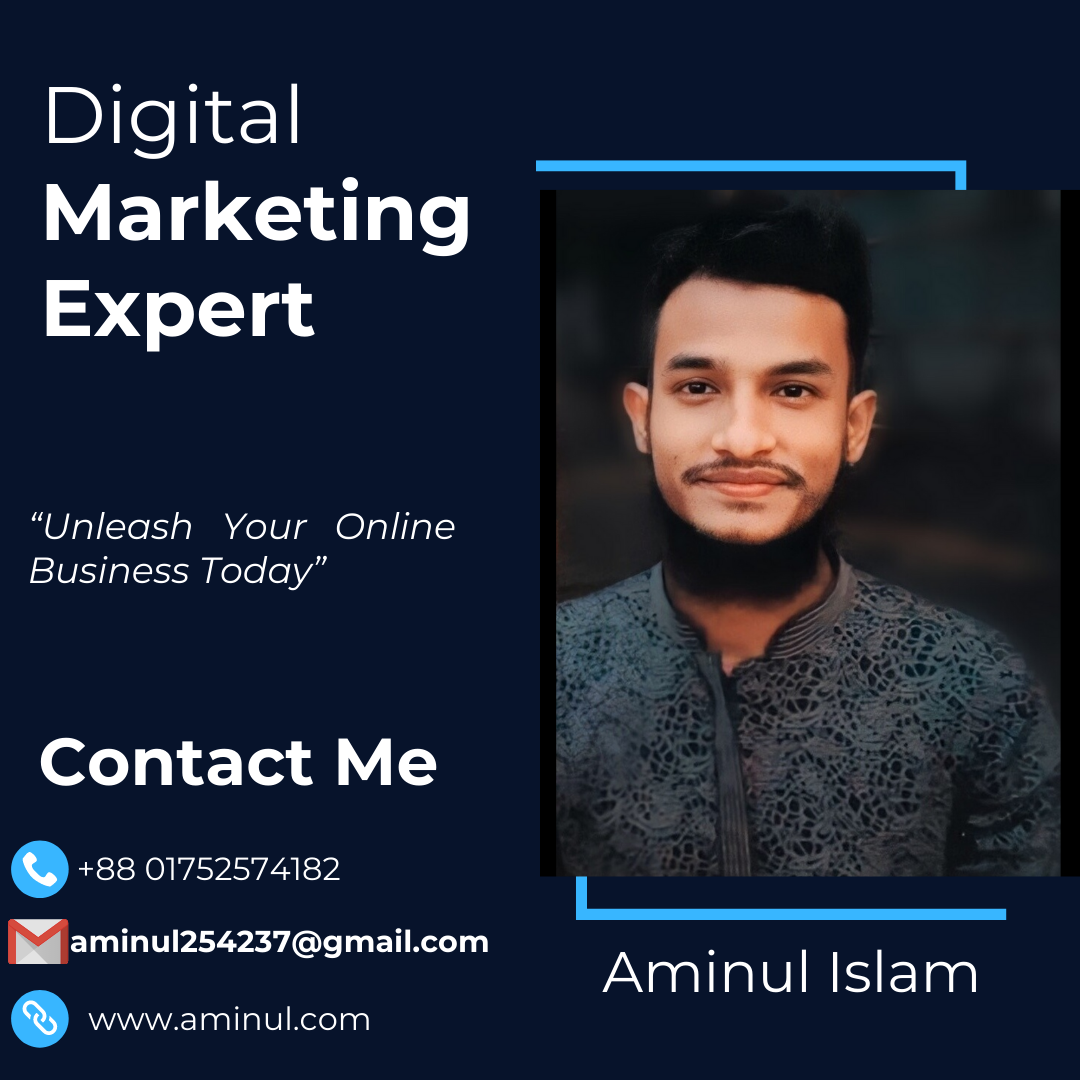 Digital
Marketing
Expert
“Unleash Your Online
Business Today”
Contact Me
+88 01752574182
aminul254237@gmail.com
www.aminul.com
Aminul Islam